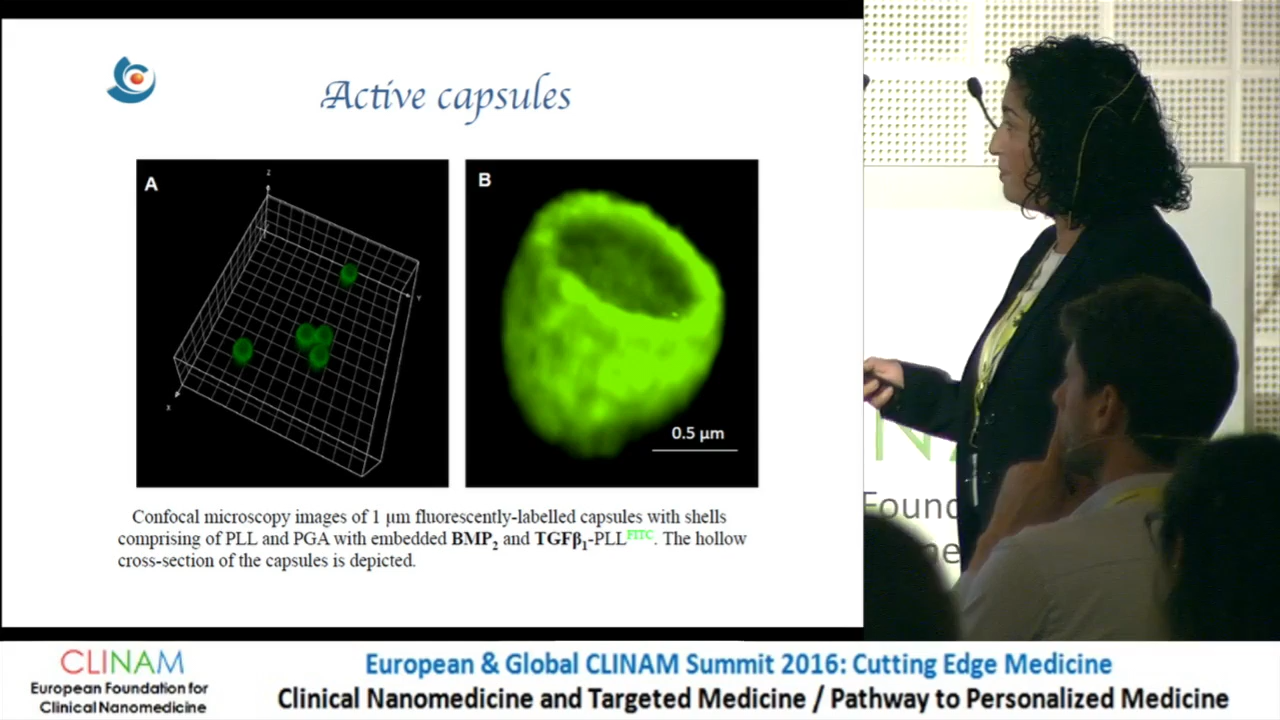 Active capsules
A
B
Z
Y
X
0.5 µm
Confocal microscopy images of 1 µm fluorescently-labelled capsules with shells
comprising of PLL and PGA with embedded BMP2 and TGFβ1-PLLFITC. The hollow
cross-section of the capsules is depicted.
CLINAM
European Foundation for
Clinical Nanomedicine
European & Global CLINAM Summit 2016: Cutting Edge Medicine
Clinical Nanomedicine and Targeted Medicine / Pathway to Personalized Medicine